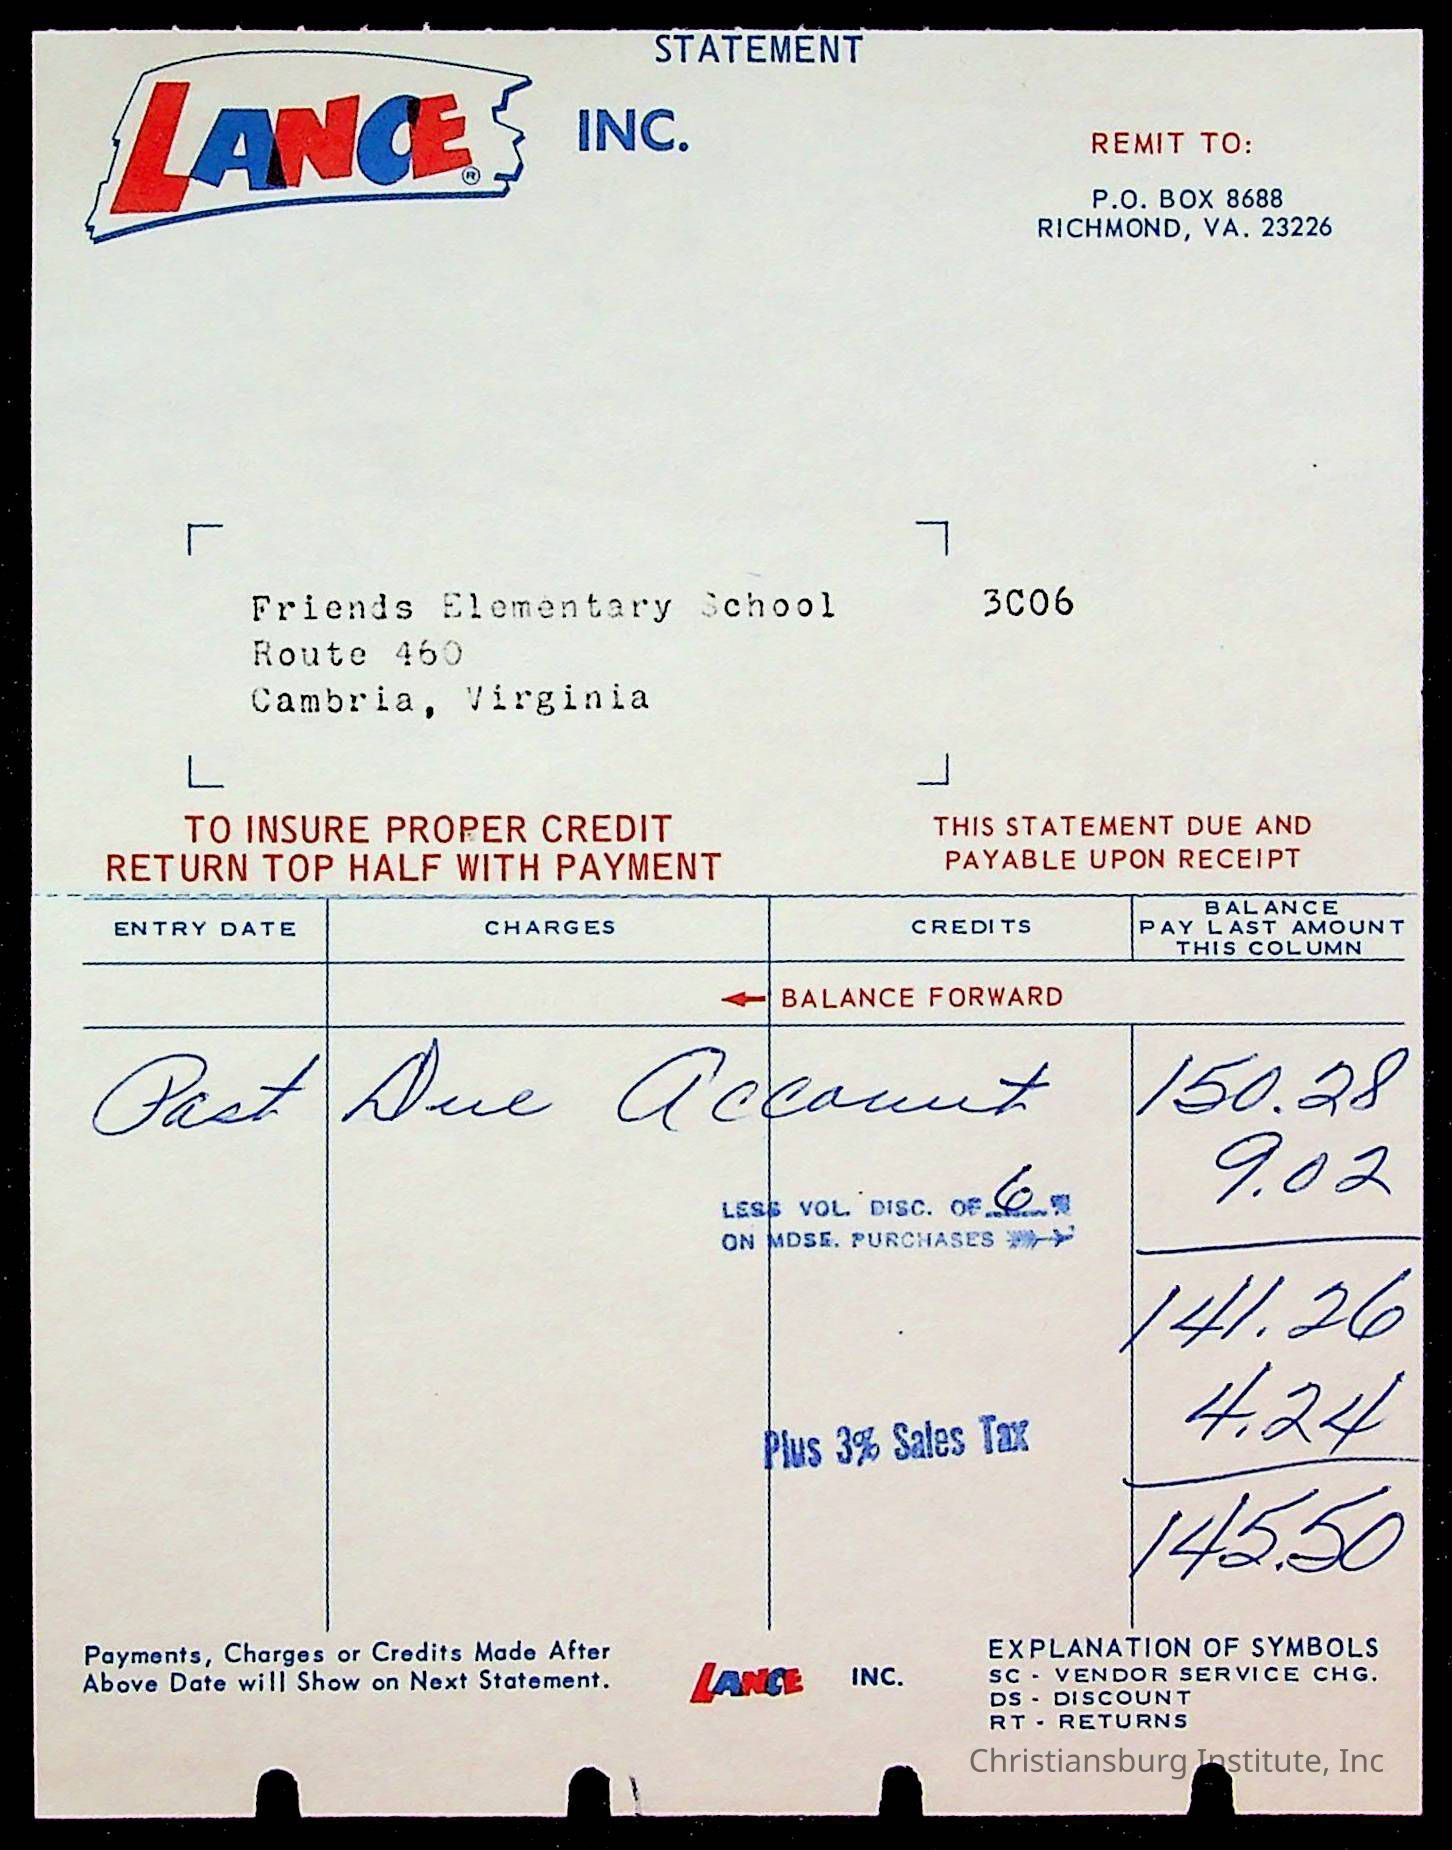 STATEMENT
LANCE ® INC.
REMIT TO:
P.O. BOX 8688
RICHMOND, VA. 23226
Friends Elementary School 3C06
Route 460
Cambria, Virginia
TO INSURE PROPER CREDIT
RETURN TOP HALF WITH PAYMENT
THIS STATEMENT DUE AND
PAYABLE UPON RECEIPT
ENTRY DATE CHARGES CREDITS BALANCE
PAY LAST AMOUNT
THIS COLUMN
BALANCE FORWARD
Past Due Account 150.28
9.02
LESS VOL. DISC. OF 6 %
ON MDSE. PURCHASES
141.26
4.24
Plus 3% Sales Tax
145.50
Payments, Charges or Credits Made After
Above Date will Show on Next Statement.
LANCE INC.
EXPLANATION OF SYMBOLS
SC - VENDOR SERVICE CHG.
DS - DISCOUNT
RT - RETURNS
Christiansburg Institute, Inc